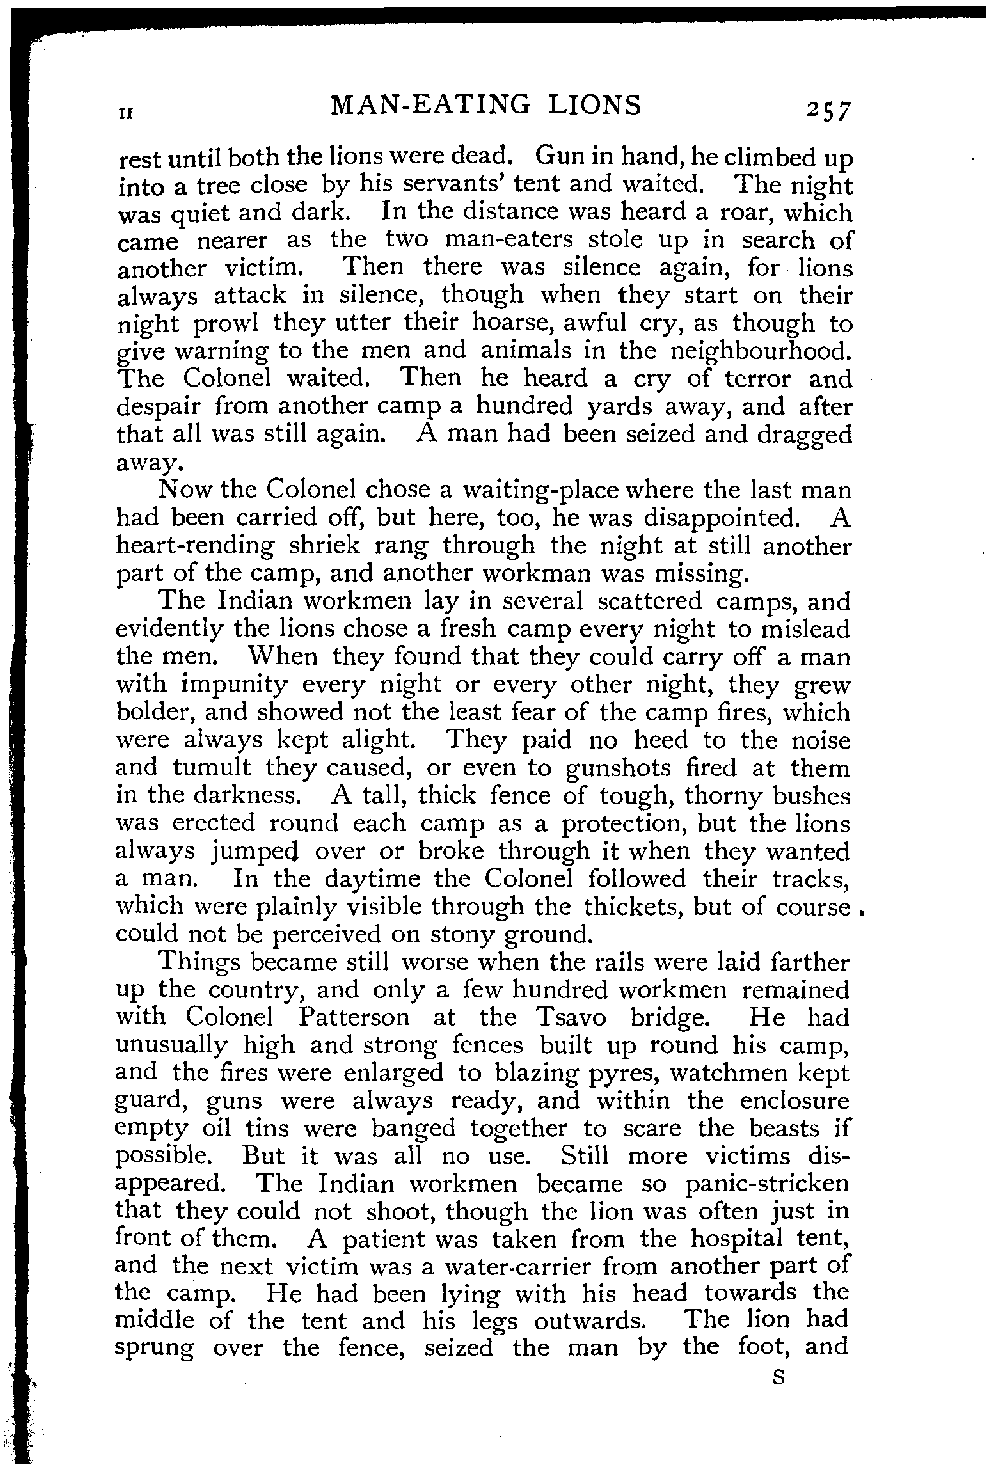 II MAN-EATING LIONS 257
rest until both the lions were dead. Gun in hand, he climbed up
into a tree close by his servants' tent and waited. The night
was quiet and dark. In the distance was heard a roar, which
came nearer as the two man-eaters stole up in search of
another victim. Then there was silence again, for lions
always attack in silence, though when they start on their
night prowl they utter their hoarse, awful cry, as though to
give warning to the men and animals in the neighbourhood.
The Colonel waited. Then he heard a cry of terror and
despair from another camp a hundred yards away, and after
that all was still again. A man had been seized and dragged
away.
Now the Colonel chose a waiting-place where the last man
had been carried off, but here, too, he was disappointed. A
heart-rending shriek rang through the night at still another
part of the camp, and another workman was missing.
The Indian workmen lay in several scattered camps, and
evidently the lions chose a fresh camp every night to mislead
the men. When they found that they could carry off a man
with impunity every night or every other night, they grew
bolder, and showed not the least fear of the camp fires, which
were always kept alight. They paid no heed to the noise
and tumult they caused, or even to gunshots fired at them
in the darkness. A tall, thick fence of tough, thorny bushes
was erected round each camp as a protection, but the lions
always jumped over or broke through it when they wanted
a man. In the daytime the Colonel followed their tracks,
which were plainly visible through the thickets, but of course
could not be perceived on stony ground.
Things became still worse when the rails were laid farther
up the country, and only a few hundred workmen remained
with Colonel Patterson at the Tsavo bridge. He had
unusually high and strong fences built up round his camp,
and the fires were enlarged to blazing pyres, watchmen kept
guard, guns were always ready, and within the enclosure
empty oil tins were banged together to scare the beasts if
possible. But it was all no use. Still more victims dis-
appeared. The Indian workmen became so panic-stricken
that they could not shoot, though the lion was often just in
front of them. A patient was taken from the hospital tent,
and the next victim was a water-carrier from another part of
the camp. He had been lying with his head towards the
middle of the tent and his legs outwards. The lion had
sprung over the fence, seized the man by the foot, and
S